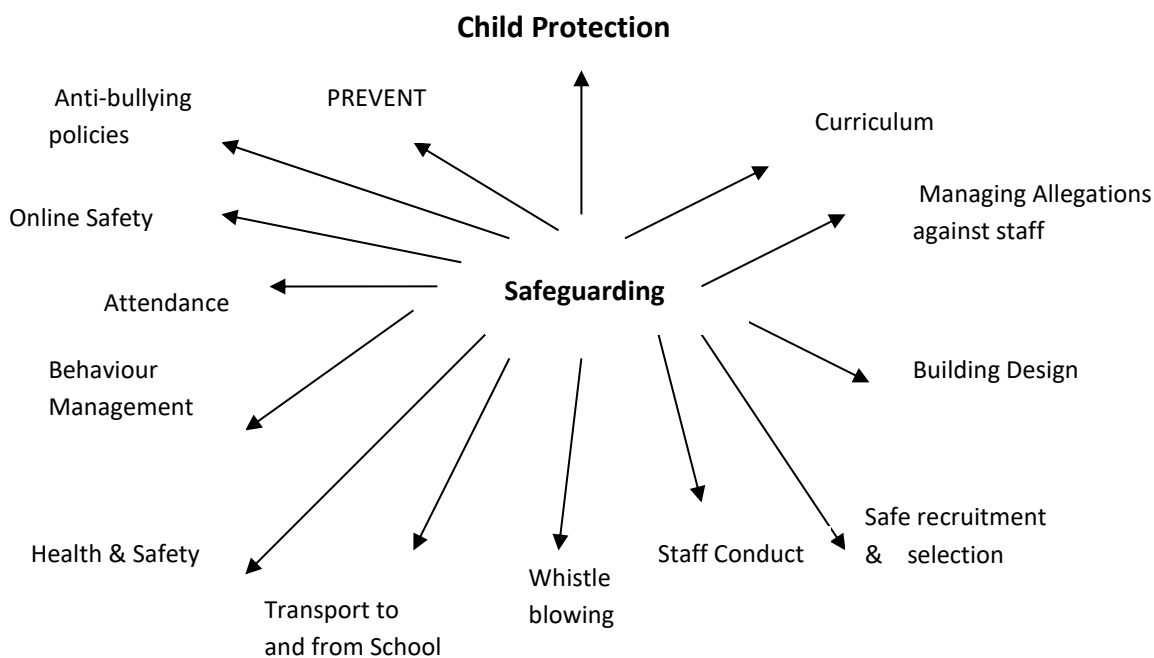 Child Protection
Anti-bullying
policies
PREVENT
Curriculum
Managing Allegations
against staff
Online Safety
Safeguarding
Attendance
Behaviour
Management
Building Design
Safe recruitment
& selection
Health & Safety
Staff Conduct
Whistle
blowing
Transport to
and from School